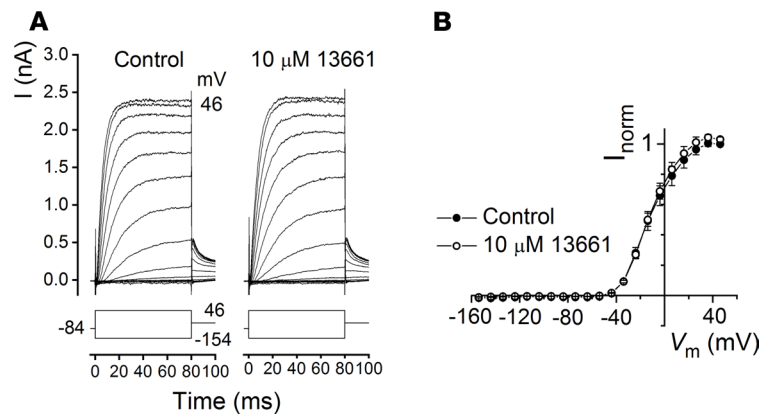 A
I (nA)
3.0
2.5
2.0
1.5
1.0
0.5
0.0
Control
mV
46
10 μM 13661
-84
46
-154
0 20 40 60 80 100
0 20 40 60 80 100
Time (ms)
B
Inorm
1
Control
10 μM 13661
-160 -120 -80 -40 40
Vm (mV)